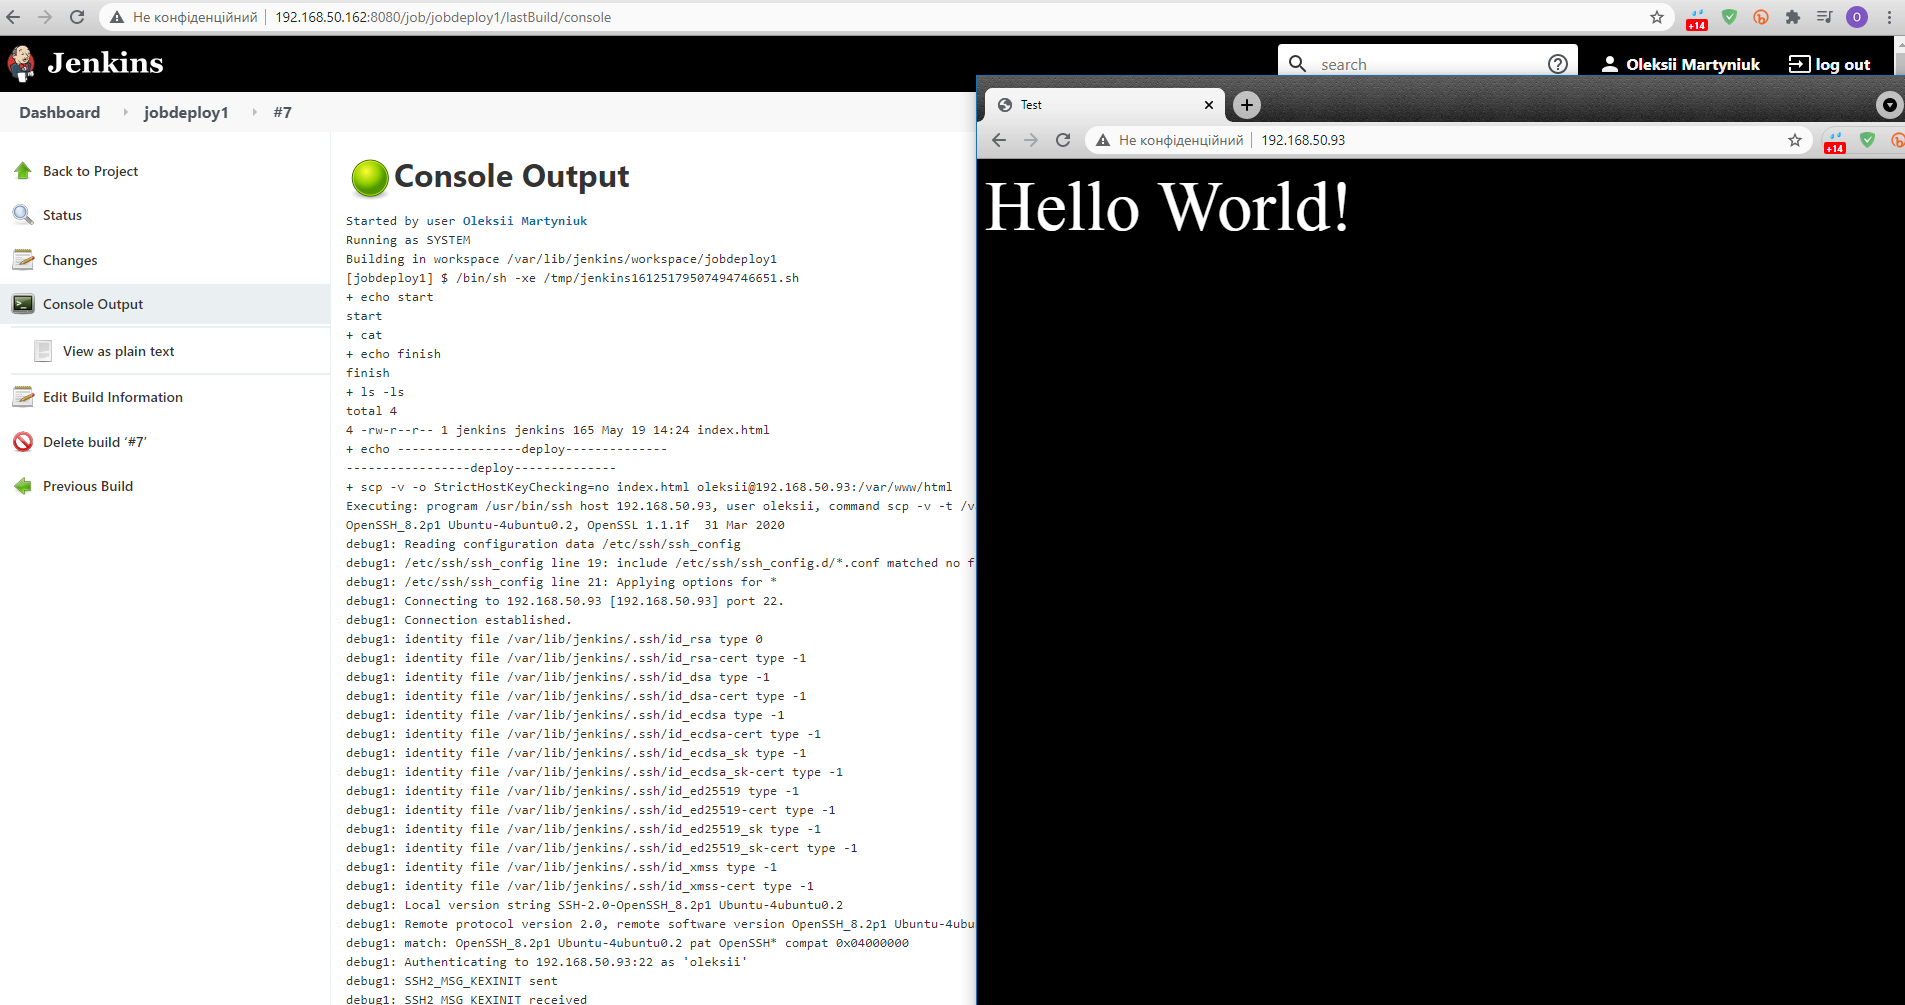 Не конфіденційний 192.168.50.162:8080/job/jobdeploy1/lastBuild/console
+14
O
Jenkins
search
Oleksii Martyniuk
log out
Dashboard
jobdeploy1
#7
Back to Project
Status
Changes
Console Output
View as plain text
Edit Build Information
Delete build ‘#7’
Previous Build
Console Output
Started by user Oleksii Martyniuk
Running as SYSTEM
Building in workspace /var/lib/jenkins/workspace/jobdeploy1
[jobdeploy1] $ /bin/sh -xe /tmp/jenkins16125179507494746651.sh
+ echo start
start
+ cat
+ echo finish
finish
+ ls -ls
total 4
4 -rw-r--r-- 1 jenkins jenkins 165 May 19 14:24 index.html
+ echo -----------------deploy--------------
-----------------deploy--------------
+ scp -v -o StrictHostKeyChecking=no index.html oleksii@192.168.50.93:/var/www/html
Executing: program /usr/bin/ssh host 192.168.50.93, user oleksii, command scp -v -t /v
OpenSSH_8.2p1 Ubuntu-4ubuntu0.2, OpenSSL 1.1.1f  31 Mar 2020
debug1: Reading configuration data /etc/ssh/ssh_config
debug1: /etc/ssh/ssh_config line 19: include /etc/ssh/ssh_config.d/*.conf matched no f
debug1: /etc/ssh/ssh_config line 21: Applying options for *
debug1: Connecting to 192.168.50.93 [192.168.50.93] port 22.
debug1: Connection established.
debug1: identity file /var/lib/jenkins/.ssh/id_rsa type 0
debug1: identity file /var/lib/jenkins/.ssh/id_rsa-cert type -1
debug1: identity file /var/lib/jenkins/.ssh/id_dsa type -1
debug1: identity file /var/lib/jenkins/.ssh/id_dsa-cert type -1
debug1: identity file /var/lib/jenkins/.ssh/id_ecdsa type -1
debug1: identity file /var/lib/jenkins/.ssh/id_ecdsa-cert type -1
debug1: identity file /var/lib/jenkins/.ssh/id_ecdsa_sk type -1
debug1: identity file /var/lib/jenkins/.ssh/id_ecdsa_sk-cert type -1
debug1: identity file /var/lib/jenkins/.ssh/id_ed25519 type -1
debug1: identity file /var/lib/jenkins/.ssh/id_ed25519-cert type -1
debug1: identity file /var/lib/jenkins/.ssh/id_ed25519_sk type -1
debug1: identity file /var/lib/jenkins/.ssh/id_ed25519_sk-cert type -1
debug1: identity file /var/lib/jenkins/.ssh/id_xmss type -1
debug1: identity file /var/lib/jenkins/.ssh/id_xmss-cert type -1
debug1: Local version string SSH-2.0-OpenSSH_8.2p1 Ubuntu-4ubuntu0.2
debug1: Remote protocol version 2.0, remote software version OpenSSH_8.2p1 Ubuntu-4ubu
debug1: match: OpenSSH_8.2p1 Ubuntu-4ubuntu0.2 pat OpenSSH* compat 0x04000000
debug1: Authenticating to 192.168.50.93:22 as 'oleksii'
debug1: SSH2_MSG_KEXINIT sent
debug1: SSH2_MSG_KEXINIT received
Test
Не конфіденційний 192.168.50.93
+14
Hello World!